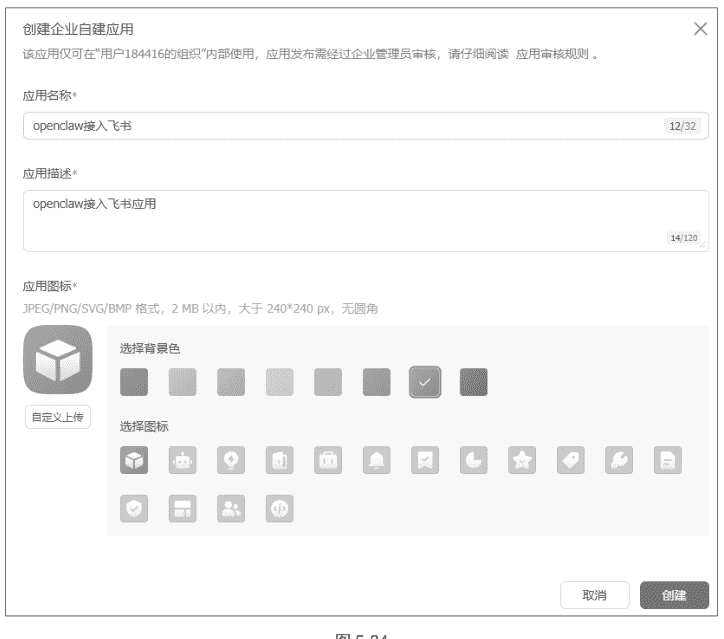 创建企业自建应用
该应用仅可在“用户184416的组织”内部使用，应用发布需经过企业管理员审核，请仔细阅读 应用审核规则 。
应用名称*
openclaw接入飞书
12/32
应用描述*
openclaw接入飞书应用
14/120
应用图标*
JPEG/PNG/SVG/BMP 格式，2 MB 以内，大于 240*240 px，无圆角
选择背景色
自定义上传
选择图标
取消
创建